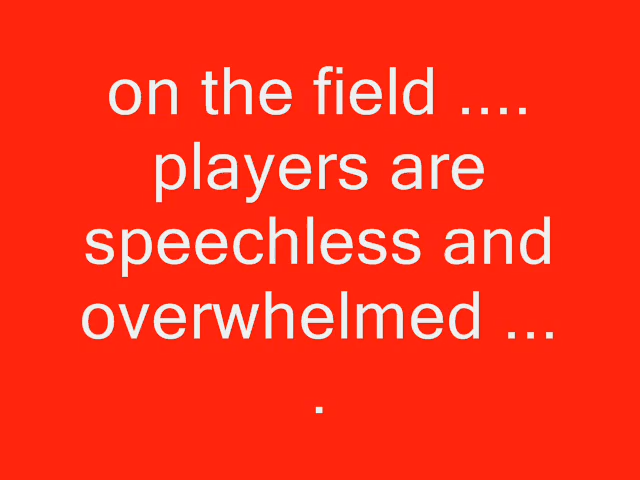 on the field ....
players are
speechless and
overwhelmed ...
.